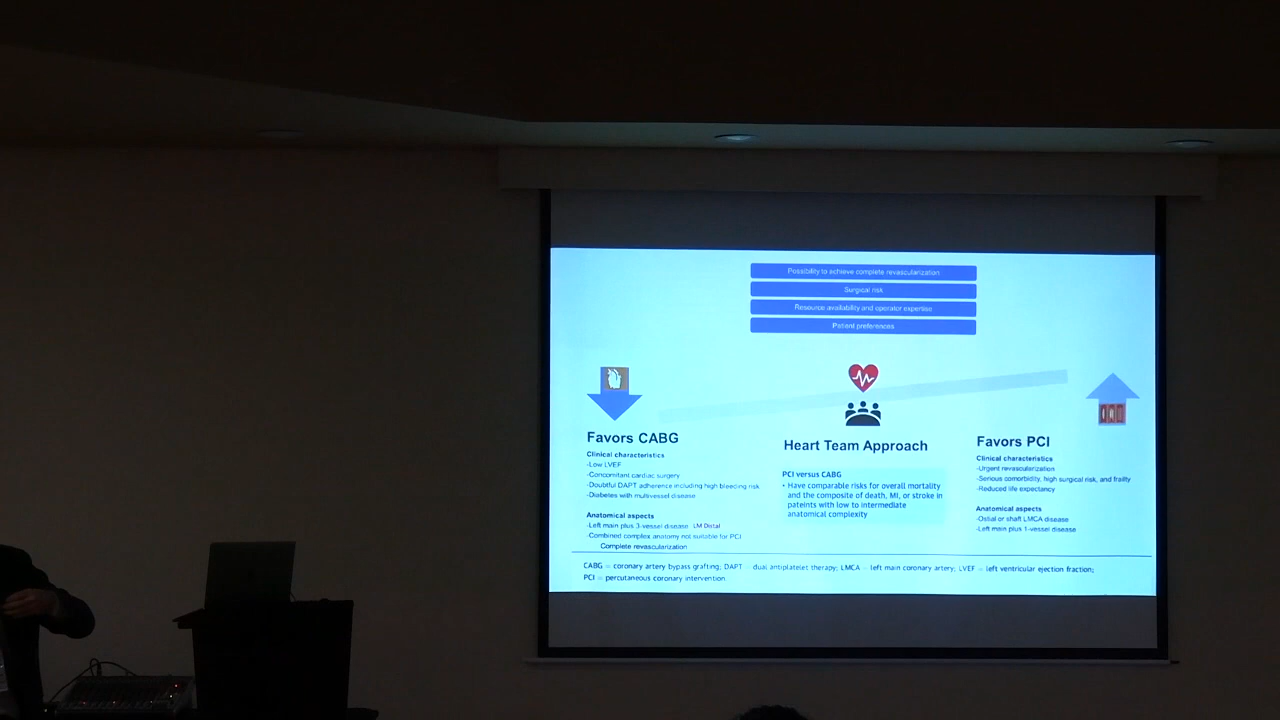 Possibility to achieve complete revascularization
Surgical risk
Resource availability and operator expertise
Patient preferences
Favors CABG
Clinical characteristics
-Low LVEF
-Concomitant cardiac surgery
-Doubtful DAPT adherence including high bleeding risk
-Diabetes with multivessel disease
Anatomical aspects
-Left main plus 3-vessel disease LM Distal
-Combined complex anatomy not suitable for PCI
Complete revascularization
Heart Team Approach
PCI versus CABG
• Have comparable risks for overall mortality
and the composite of death, MI, or stroke in
pateints with low to intermediate
anatomical complexity
Favors PCI
Clinical characteristics
-Urgent revascularization
-Serious comorbidity, high surgical risk, and frailty
-Reduced life expectancy
Anatomical aspects
-Ostial or shaft LMCA disease
-Left main plus 1-vessel disease
CABG = coronary artery bypass grafting; DAPT = dual antiplatelet therapy; LMCA = left main coronary artery; LVEF = left ventricular ejection fraction;
PCI = percutaneous coronary intervention